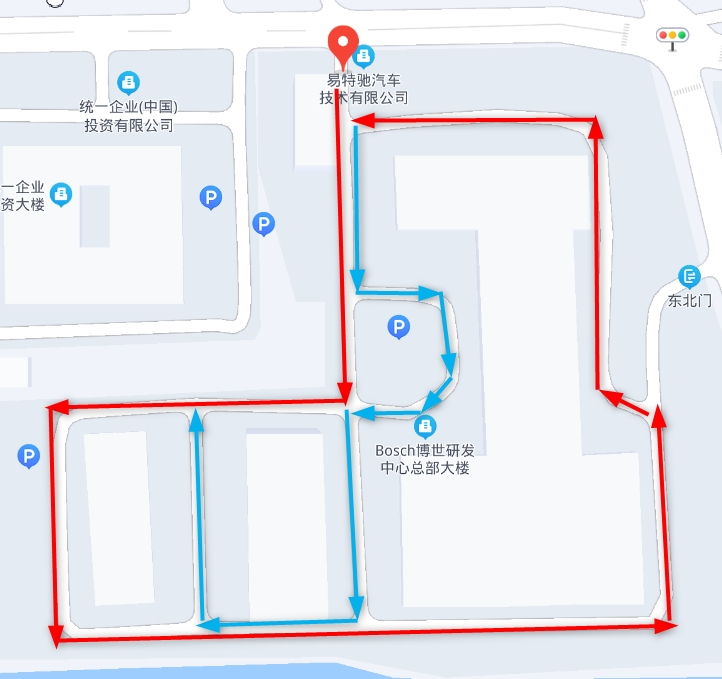 易特驰汽车
技术有限公司
统一企业(中国)
投资有限公司
一企业
资大楼
P
P
东北门
P
Bosch博世研发
中心总部大楼
P